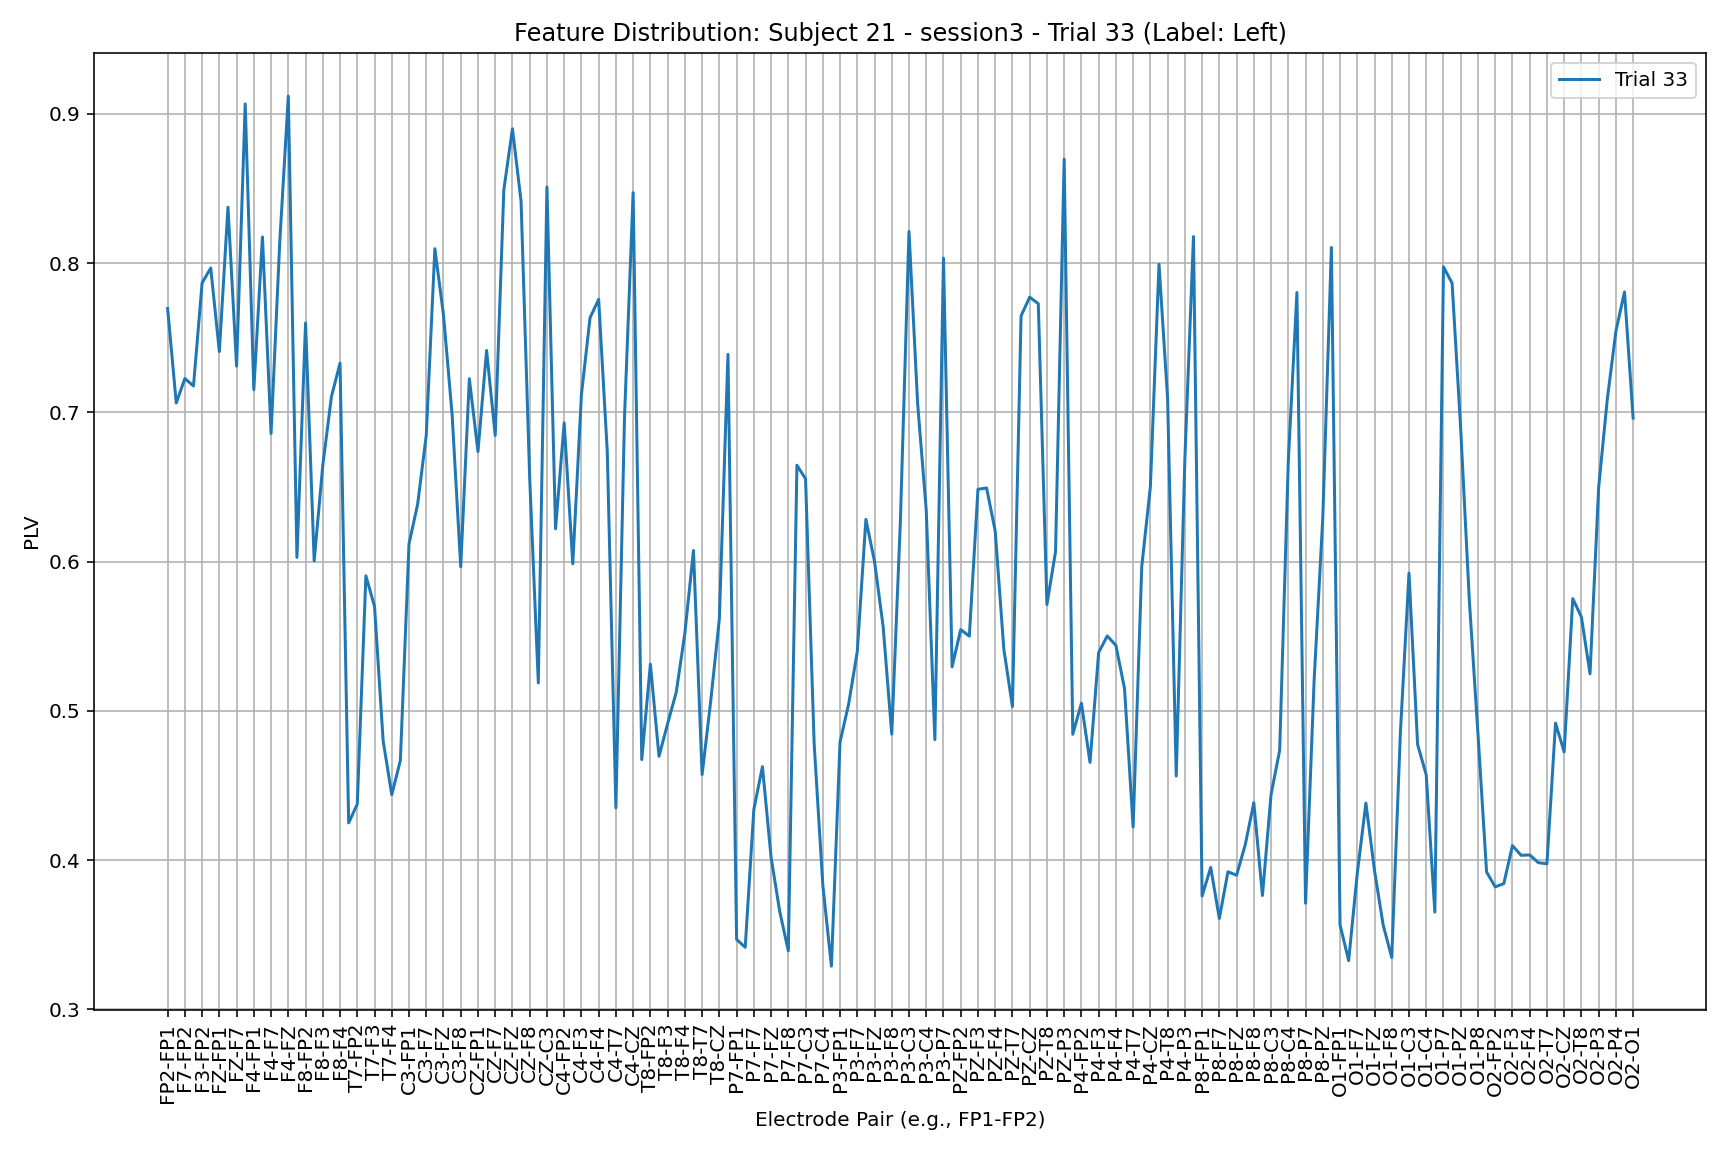 Feature Distribution: Subject 21 - session3 - Trial 33 (Label: Left)
Trial 33
0.9
0.8
0.7
0.6
0.5
0.4
0.3
PLV
FP2-FP1
F7-FP2
F3-FP2
FZ-FP1
FZ-F7
F4-FP1
F4-F7
F4-FZ
F8-FP2
F8-F3
F8-F4
T7-FP2
T7-F3
T7-F4
C3-FP1
C3-F7
C3-FZ
C3-F8
CZ-FP1
CZ-F7
CZ-FZ
CZ-F8
CZ-C3
C4-FP2
C4-F3
C4-F4
C4-T7
C4-CZ
T8-FP2
T8-F3
T8-F4
T8-T7
T8-CZ
P7-FP1
P7-F7
P7-FZ
P7-F8
P7-C3
P7-C4
P3-FP1
P3-F7
P3-FZ
P3-F8
P3-C3
P3-C4
P3-P7
PZ-FP2
PZ-F3
PZ-F4
PZ-T7
PZ-CZ
PZ-T8
PZ-P3
P4-FP2
P4-F3
P4-F4
P4-T7
P4-CZ
P4-T8
P4-P3
P8-FP1
P8-F7
P8-FZ
P8-F8
P8-C3
P8-C4
P8-P7
P8-PZ
O1-FP1
O1-F7
O1-FZ
O1-F8
O1-C3
O1-C4
O1-P7
O1-PZ
O1-P8
O2-FP2
O2-F3
O2-F4
O2-T7
O2-CZ
O2-T8
O2-P3
O2-P4
O2-O1
Electrode Pair (e.g., FP1-FP2)